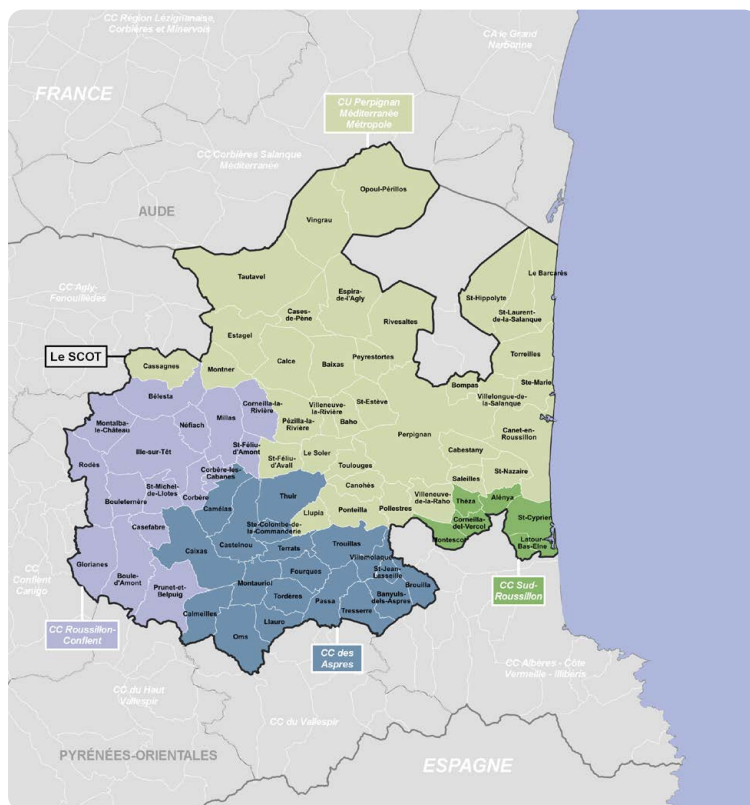 CC Région Lézignanaise,
Corbières et Minervois
CA le Grand
Narbonne
FRANCE
CU Perpignan
Méditerranée
Métropole
CC Corbières Salanque
Méditerranée
Opoul-Périllos
AUDE
Vingrau
Tautavel
Le Barcarès
CC Agly-
Fenouillèdes
Espira-
de-l'Agly
St-Hippolyte
Cases-
de-Pène
Rivesaltes
St-Laurent-
de-la-Salanque
Estagel
Le SCOT
Calce
Baixas
Peyrestortes
Torreilles
Cassagnes
Montner
Bompas
Ste-Marie
Bélesta
Villelongue-de-
la-Salanque
Corneilla-la-
Rivière
Villeneuve-
la-Rivière
St-Estève
Montalba-
le-Château
Néfiach
Millas
Pézilla-la-
Rivière
Baho
Canet-en-
Roussillon
Perpignan
Ille-sur-Têt
St-Féliu-
d'Amont
Le Soler
Cabestany
St-Féliu-
d'Avall
Toulouges
Rodès
Corbère-les-
Cabanes
St-Nazaire
Saleilles
St-Michel-
de-Llotes
Canohès
Bouleternère
Corbère
Thuir
Villeneuve-
de-la-Raho
Théza
Alénya
Camélas
Llupia
Ponteilla
Pollestres
St-Cyprien
Casefabre
Ste-Colombe-de-
la-Commanderie
Corneilla-
del-Vercol
Castelnou
Terrats
Trouillas
Montescot
Latour-
Bas-Elne
Caixas
Villemolaque
Glorianes
Fourques
St-Jean-
Lasseille
CC
Conflent
Canigo
Boule-
d'Amont
Prunet-et-
Belpuig
Montauriol
Brouilla
CC Sud-
Roussillon
Tordères
Passa
Banyuls-
dels-Aspres
Calmeilles
Tresserre
Llauro
CC Roussillon-
Conflent
Oms
CC des
Aspres
CC Albères - Côte
Vermeille - Illibéris
CC du Haut
Vallespir
CC du Vallespir
PYRÉNÉES-ORIENTALES
ESPAGNE